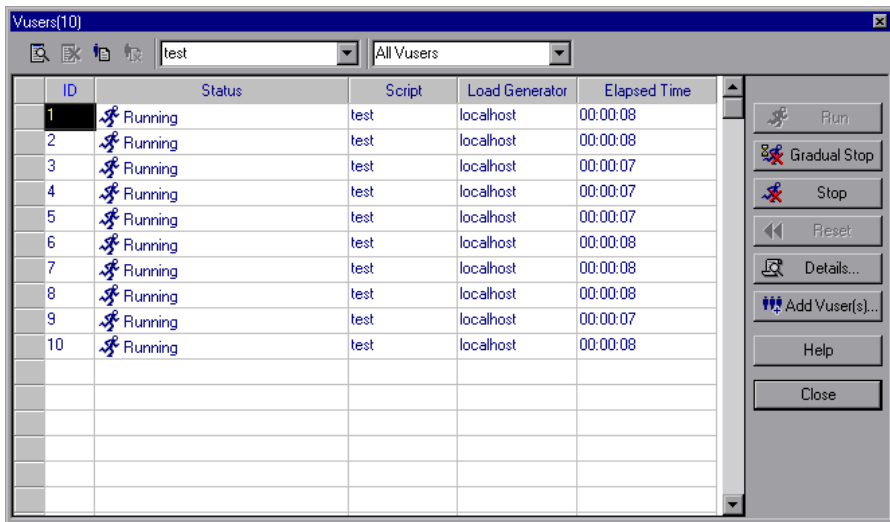 Vusers(10)
test All Vusers
ID Status Script Load Generator Elapsed Time
1 Running test localhost 00:00:08
2 Running test localhost 00:00:08
3 Running test localhost 00:00:07
4 Running test localhost 00:00:07
5 Running test localhost 00:00:07
6 Running test localhost 00:00:08
7 Running test localhost 00:00:08
8 Running test localhost 00:00:08
9 Running test localhost 00:00:07
10 Running test localhost 00:00:08
Run
Gradual Stop
Stop
Reset
Details...
Add Vuser(s)...
Help
Close